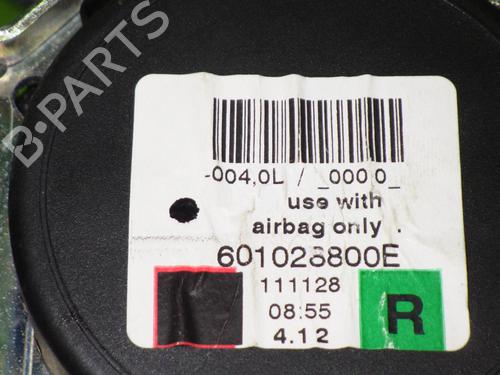 B-PARTS
-004,0L / _000 0_
use with
airbag only .
601028800E
111128
08:55
4.12
R